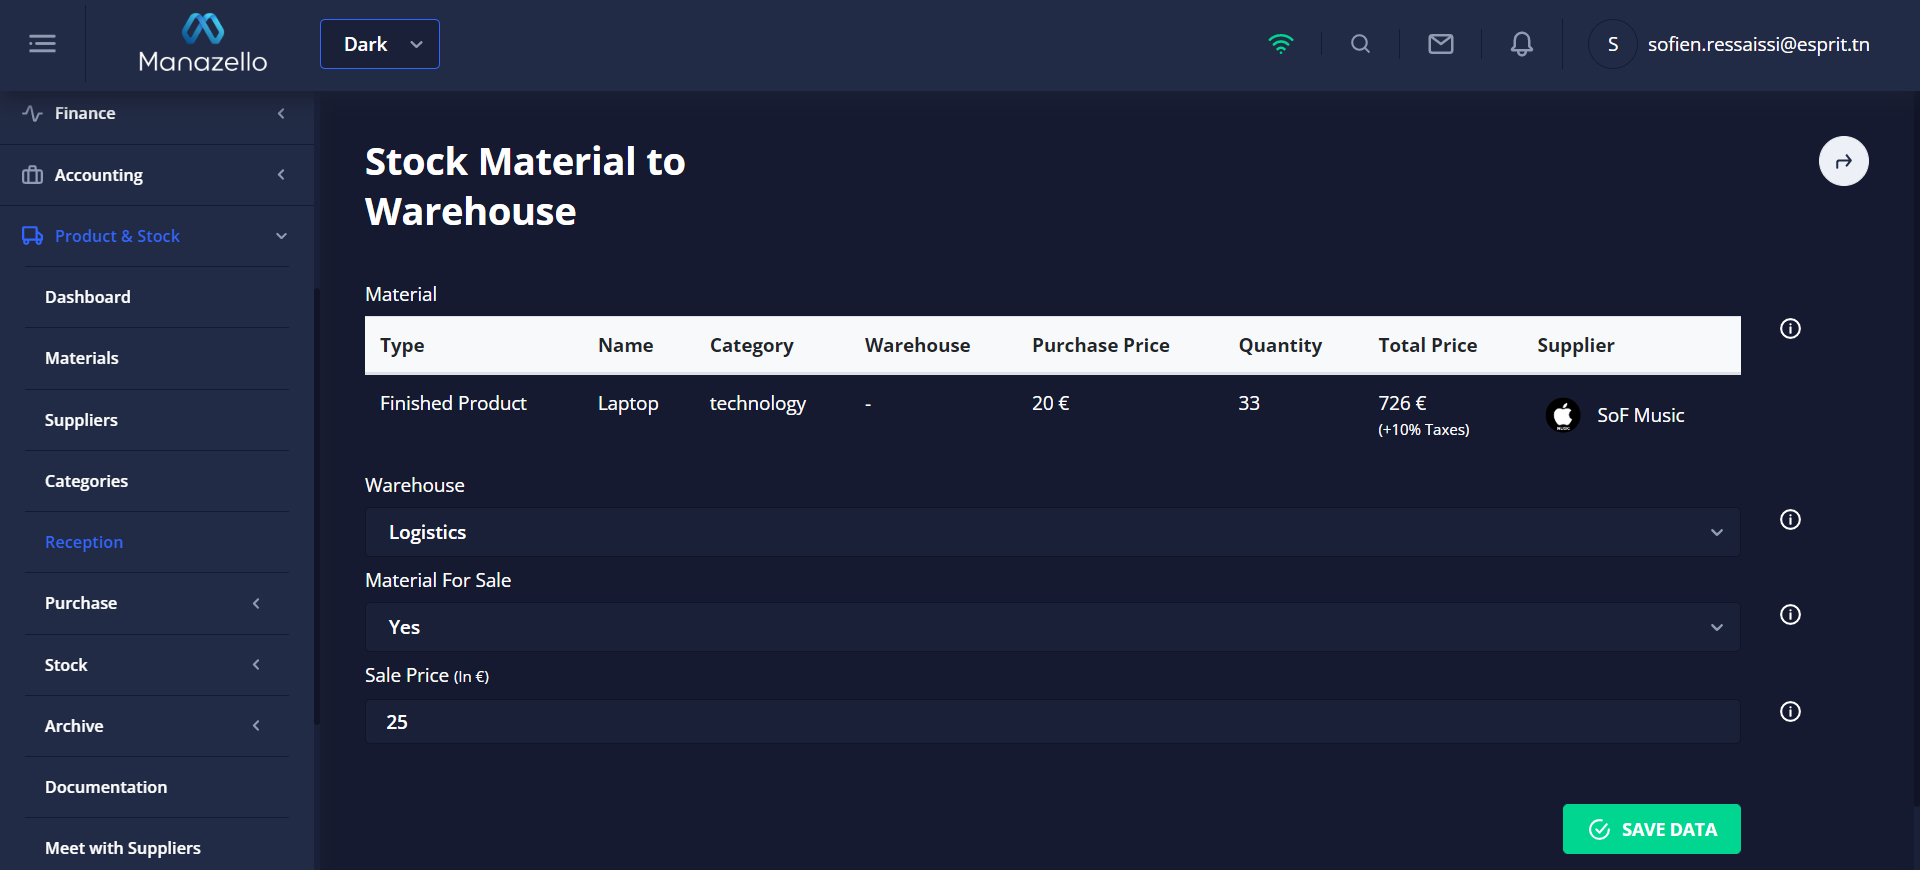 Manazello
Dark
S
sofien.ressaissi@esprit.tn
Finance
Accounting
Product & Stock
Dashboard
Materials
Suppliers
Categories
Reception
Purchase
Stock
Archive
Documentation
Meet with Suppliers
Stock Material to
Warehouse
Material
Type Name Category Warehouse Purchase Price Quantity Total Price Supplier
Finished Product Laptop technology - 20 € 33 726 € SoF Music
(+10% Taxes)
Warehouse
Logistics
Material For Sale
Yes
Sale Price (In €)
25
SAVE DATA